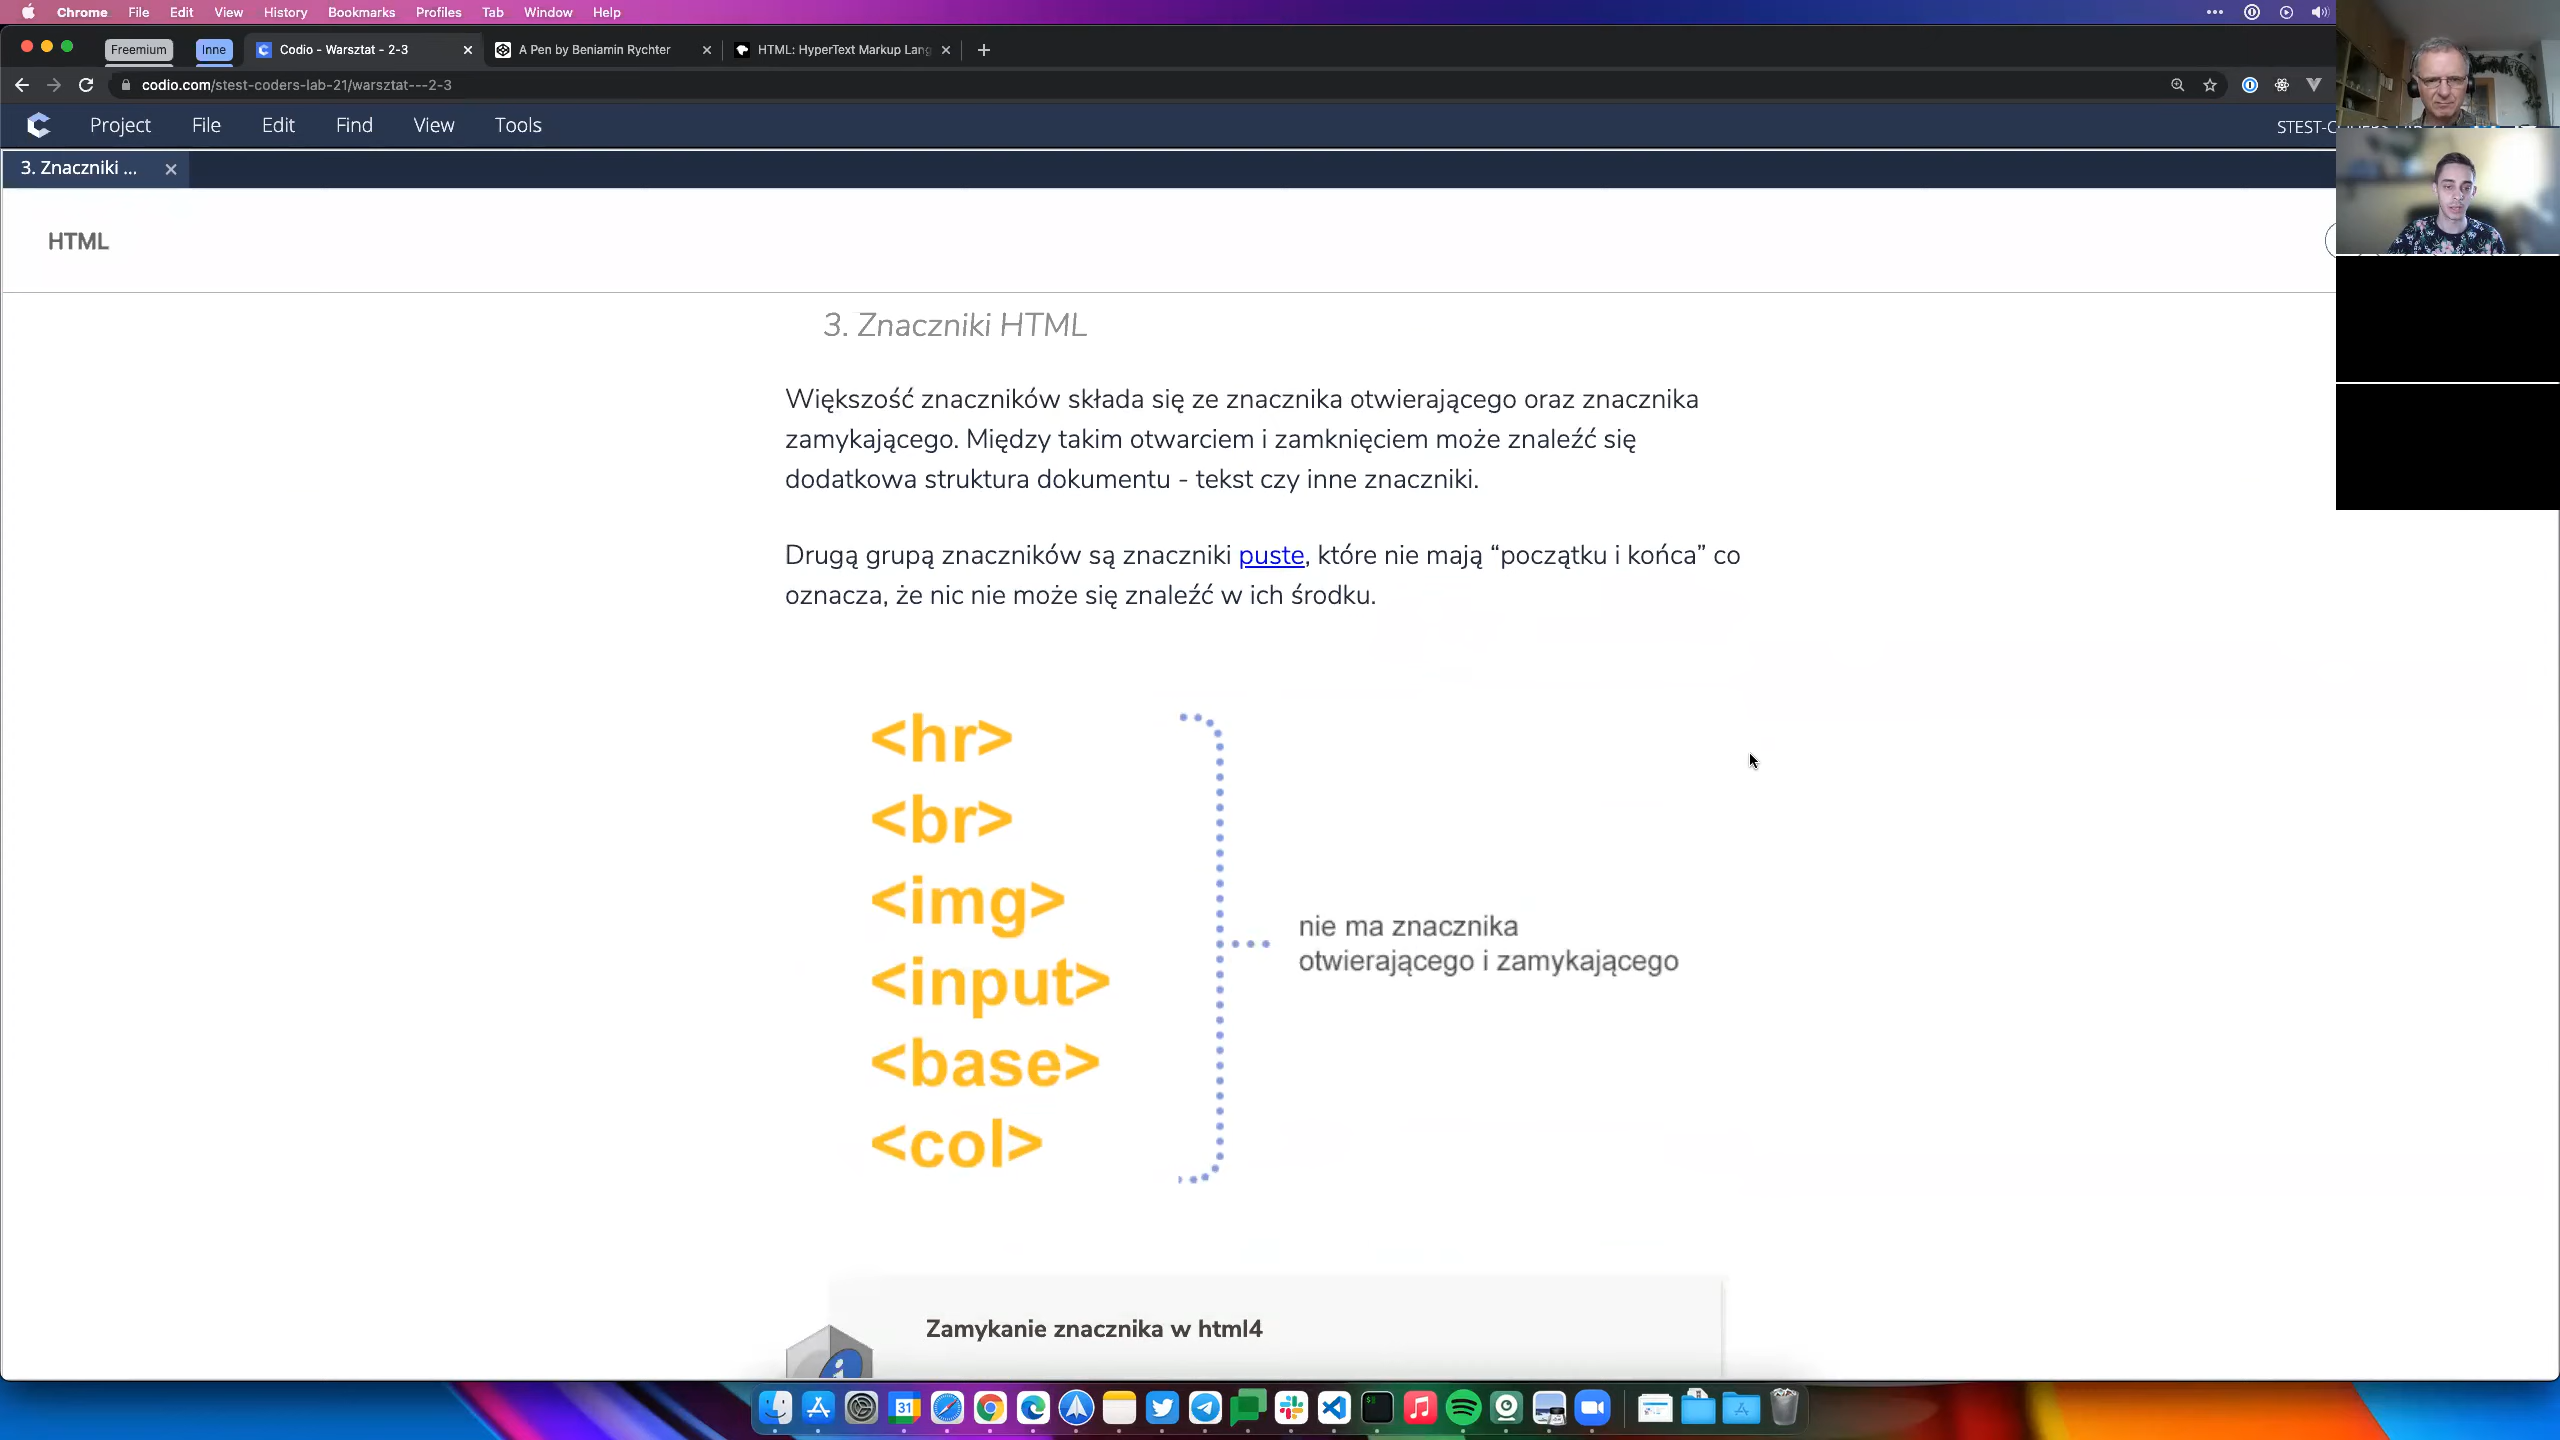 Chrome File Edit View History Bookmarks Profiles Tab Window Help
Freemium Inne Codio - Warsztat - 2-3 A Pen by Beniamin Rychter HTML: HyperText Markup Lang
codio.com/stest-coders-lab-21/warsztat---2-3
Project File Edit Find View Tools
3. Znaczniki ...
HTML
3. Znaczniki HTML
Większość znaczników składa się ze znacznika otwierającego oraz znacznika
zamykającego. Między takim otwarciem i zamknięciem może znaleźć się
dodatkowa struktura dokumentu - tekst czy inne znaczniki.
Drugą grupą znaczników są znaczniki puste, które nie mają “początku i końca” co
oznacza, że nic nie może się znaleźć w ich środku.
<hr>
<br>
<img>
<input>
<base>
<col>
nie ma znacznika
otwierającego i zamykającego
Zamykanie znacznika w html4
31